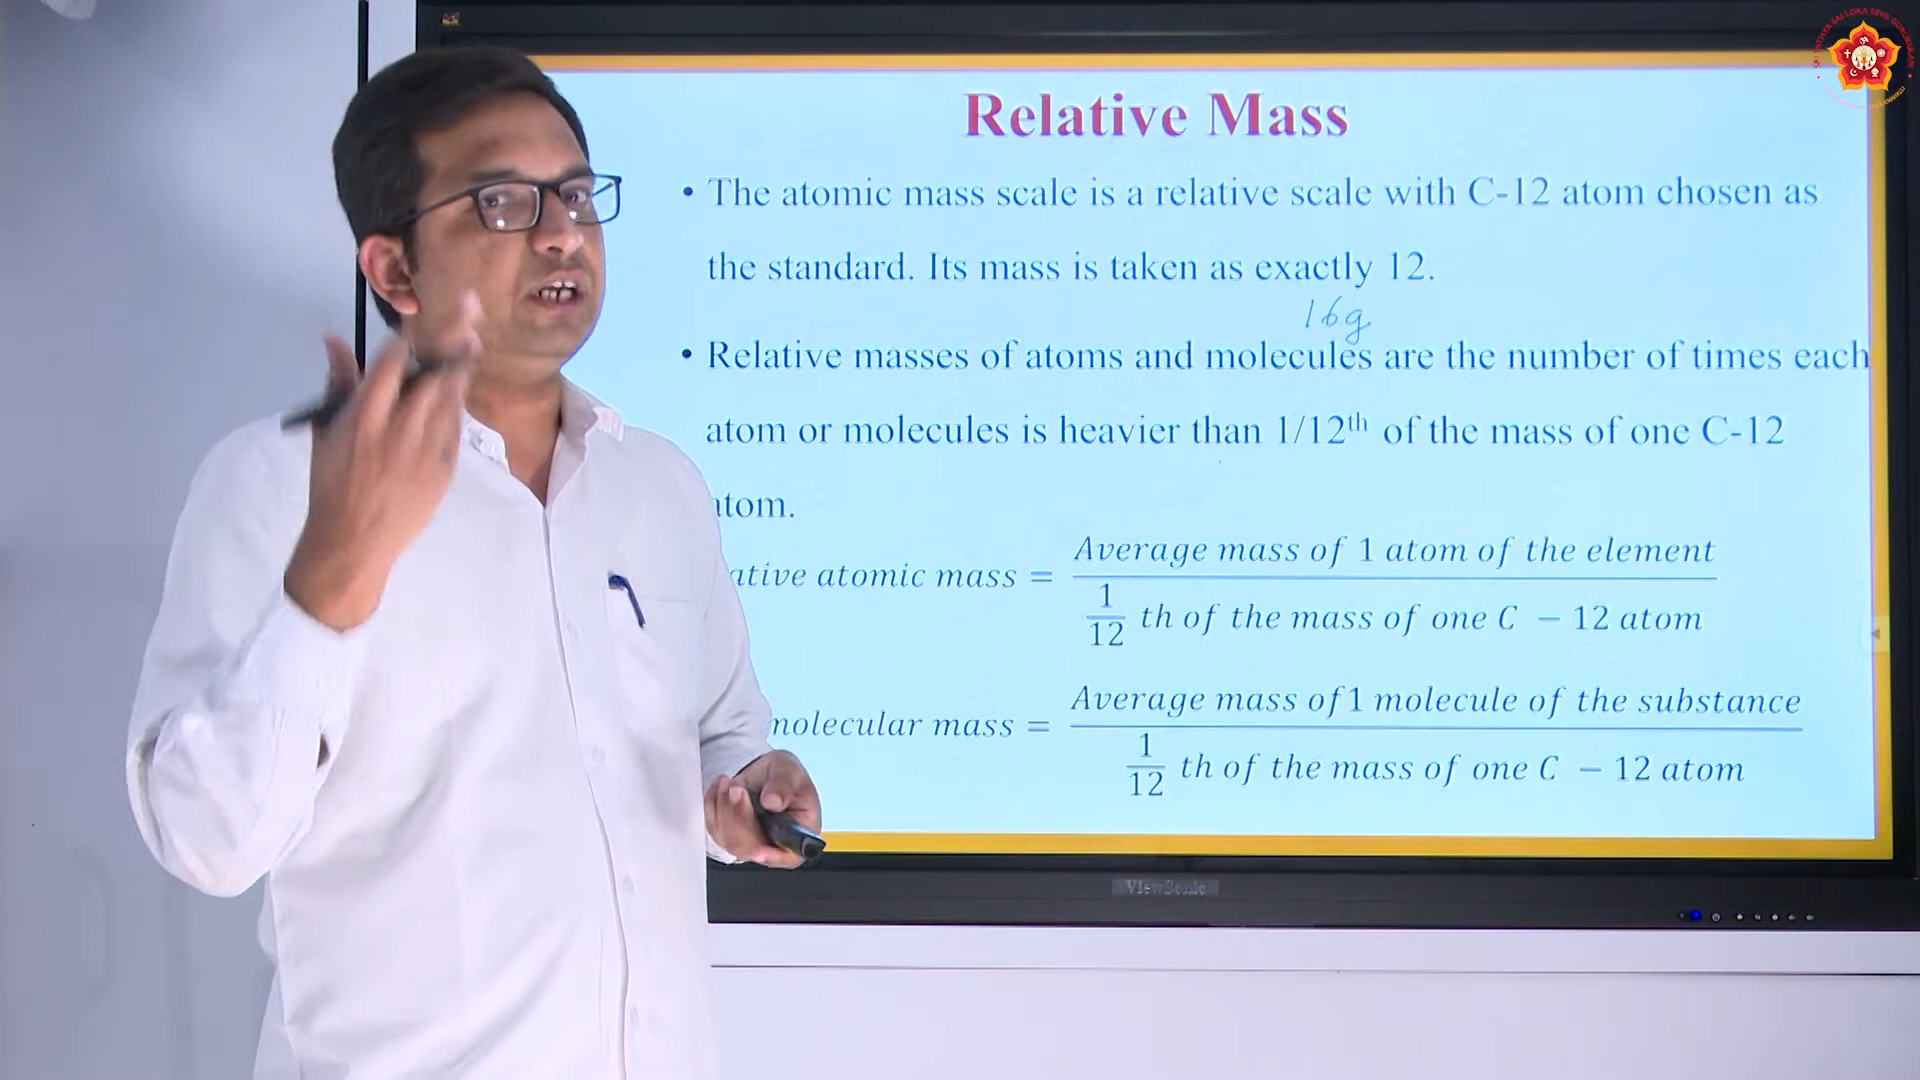 Relative Mass
• The atomic mass scale is a relative scale with C-12 atom chosen as
the standard. Its mass is taken as exactly 12.
16g
• Relative masses of atoms and molecules are the number of times each
atom or molecules is heavier than 1/12th of the mass of one C-12
atom.
ative atomic mass = Average mass of 1 atom of the element
1/12 th of the mass of one C − 12 atom
molecular mass = Average mass of 1 molecule of the substance
1/12 th of the mass of one C − 12 atom
ViewSonic